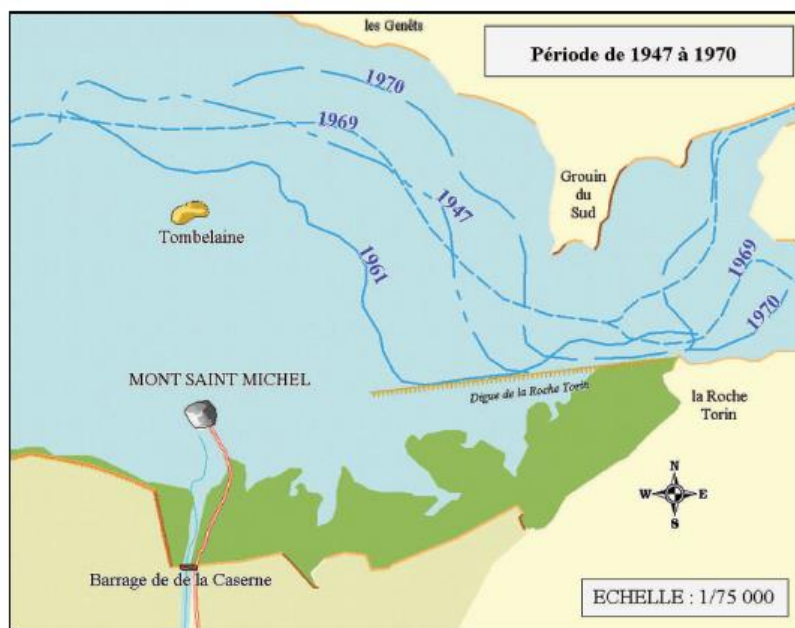 les Genêts
Période de 1947 à 1970
1970
1969
Grouin
du
Sud
1947
Tombelaine
1961
1969
1970
MONT SAINT MICHEL
Digue de la Roche Torin
la Roche
Torin
N
W E
S
Barrage de de la Caserne
ECHELLE : 1/75 000